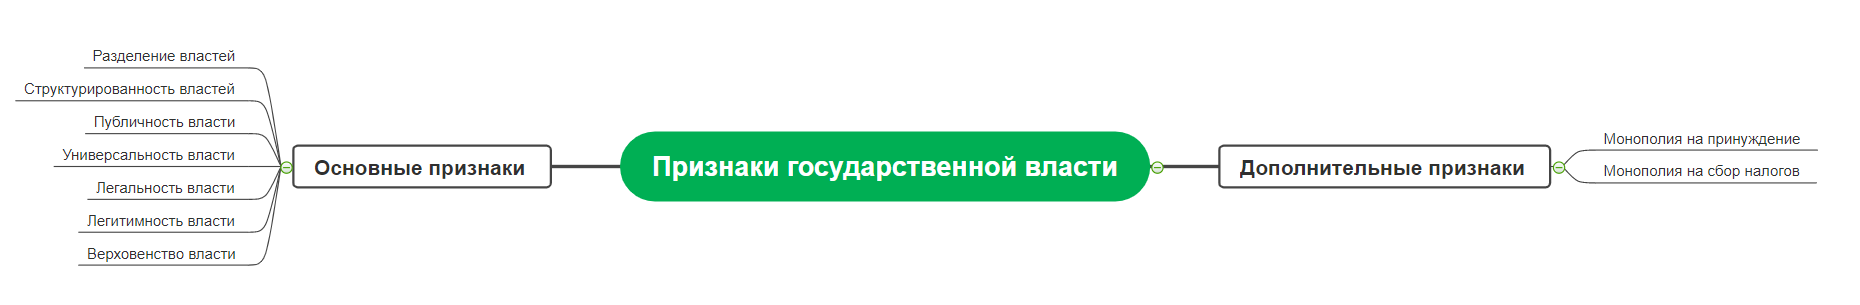 Разделение властей
Структурированность властей
Публичность власти
Универсальность власти
Легальность власти
Легитимность власти
Верховенство власти
Основные признаки
Признаки государственной власти
Дополнительные признаки
Монополия на принуждение
Монополия на сбор налогов